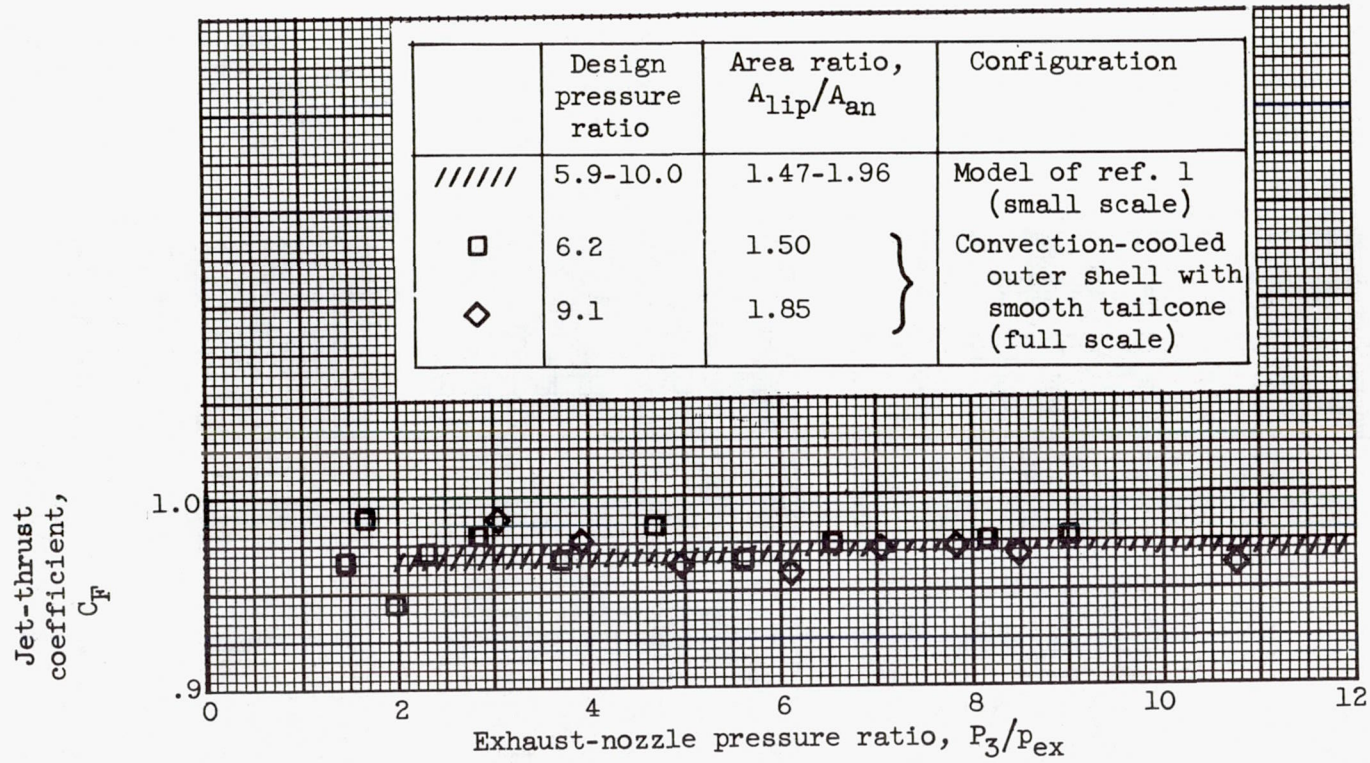 Design
pressure
ratio
Area ratio,
A_lip/A_an
Configuration
5.9-10.0
1.47-1.96
Model of ref. 1
(small scale)
6.2
1.50
Convection-cooled
outer shell with
smooth tailcone
(full scale)
9.1
1.85
Jet-thrust
coefficient,
C_F
1.0
.9
0 2 4 6 8 10 12
Exhaust-nozzle pressure ratio, P_3/p_ex